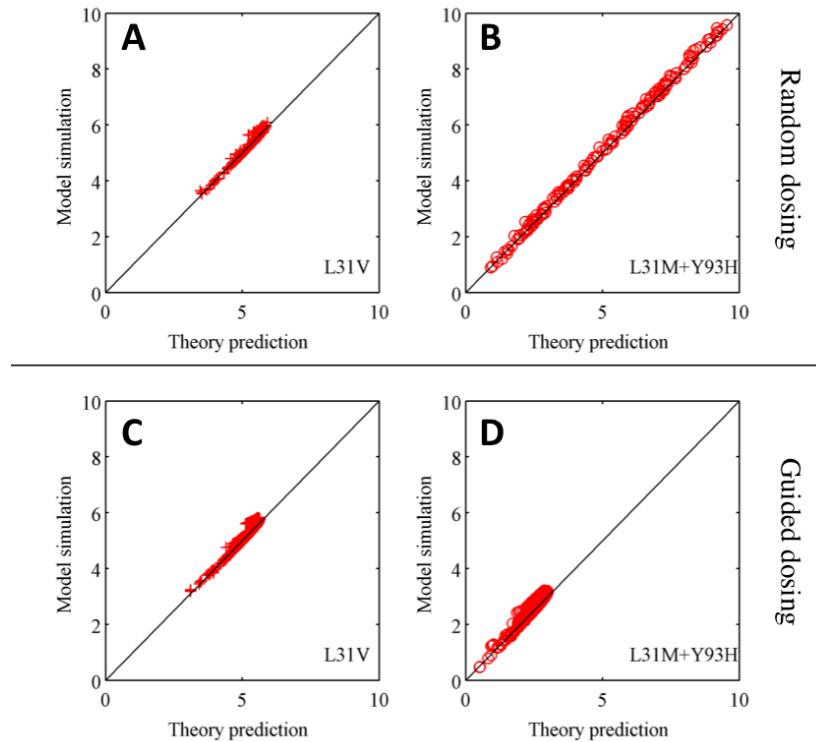 A
B
10
8
6
4
2
0
Model simulation
L31V
0
5
10
Theory prediction
10
8
6
4
2
0
Model simulation
L31M+Y93H
0
5
10
Theory prediction
Random dosing
C
D
10
8
6
4
2
0
Model simulation
L31V
0
5
10
Theory prediction
10
8
6
4
2
0
Model simulation
L31M+Y93H
0
5
10
Theory prediction
Guided dosing